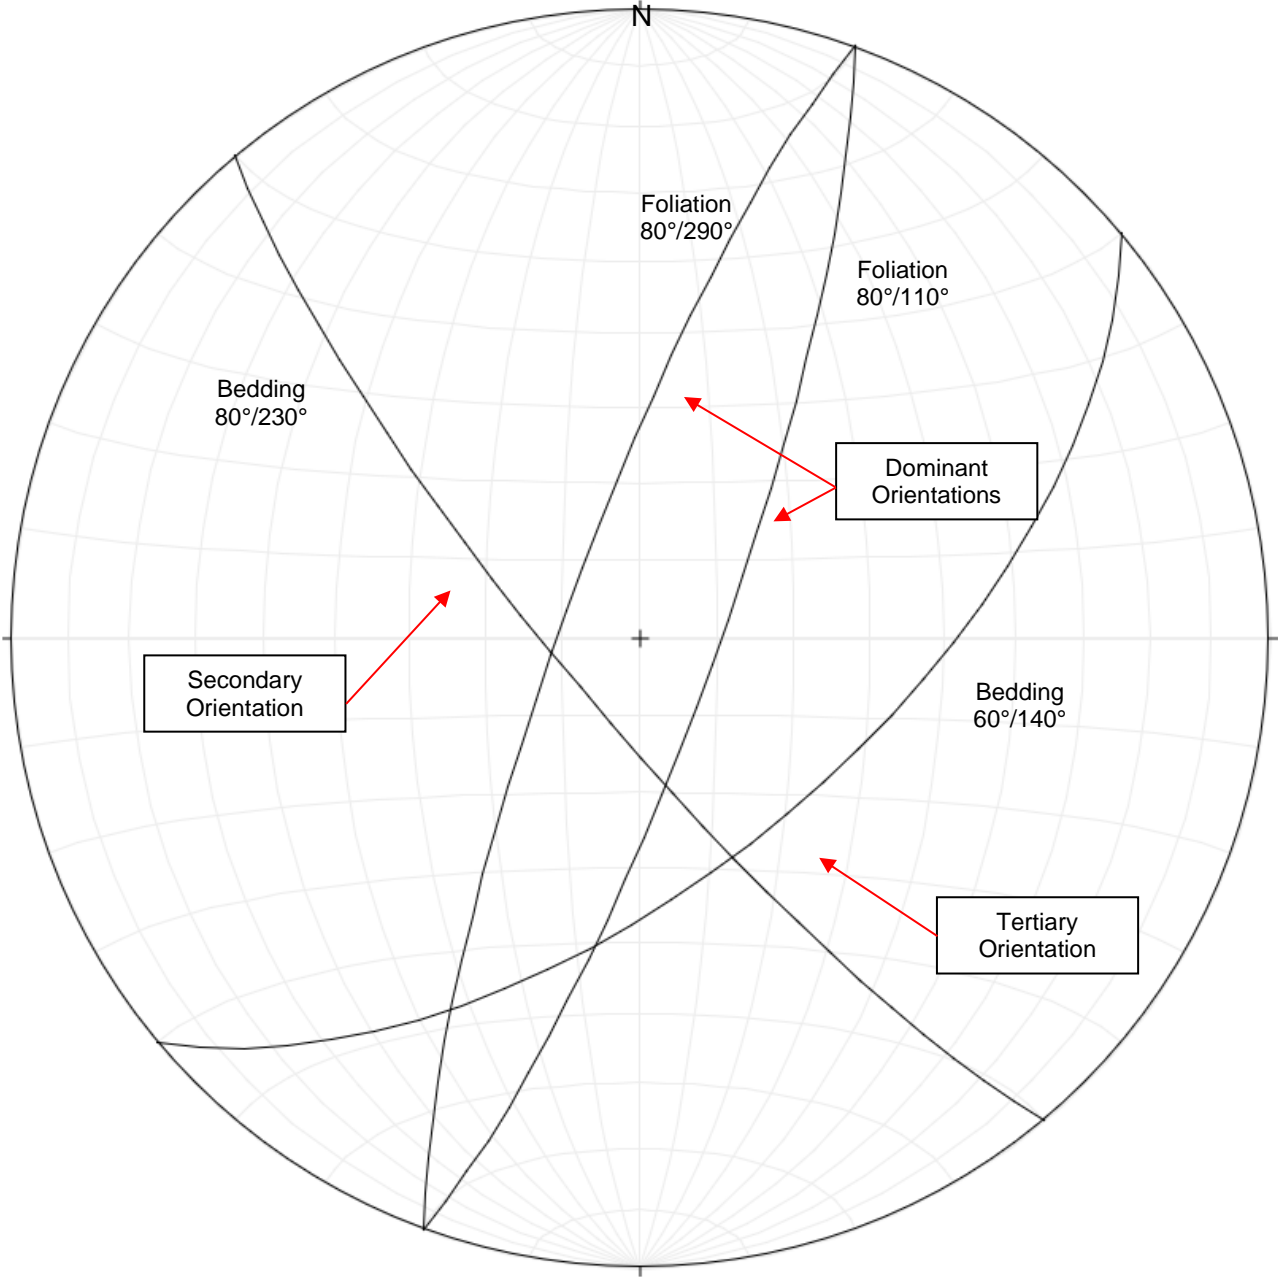 N
Foliation
80°/290°
Foliation
80°/110°
Bedding
80°/230°
Dominant
Orientations
Secondary
Orientation
Bedding
60°/140°
Tertiary
Orientation